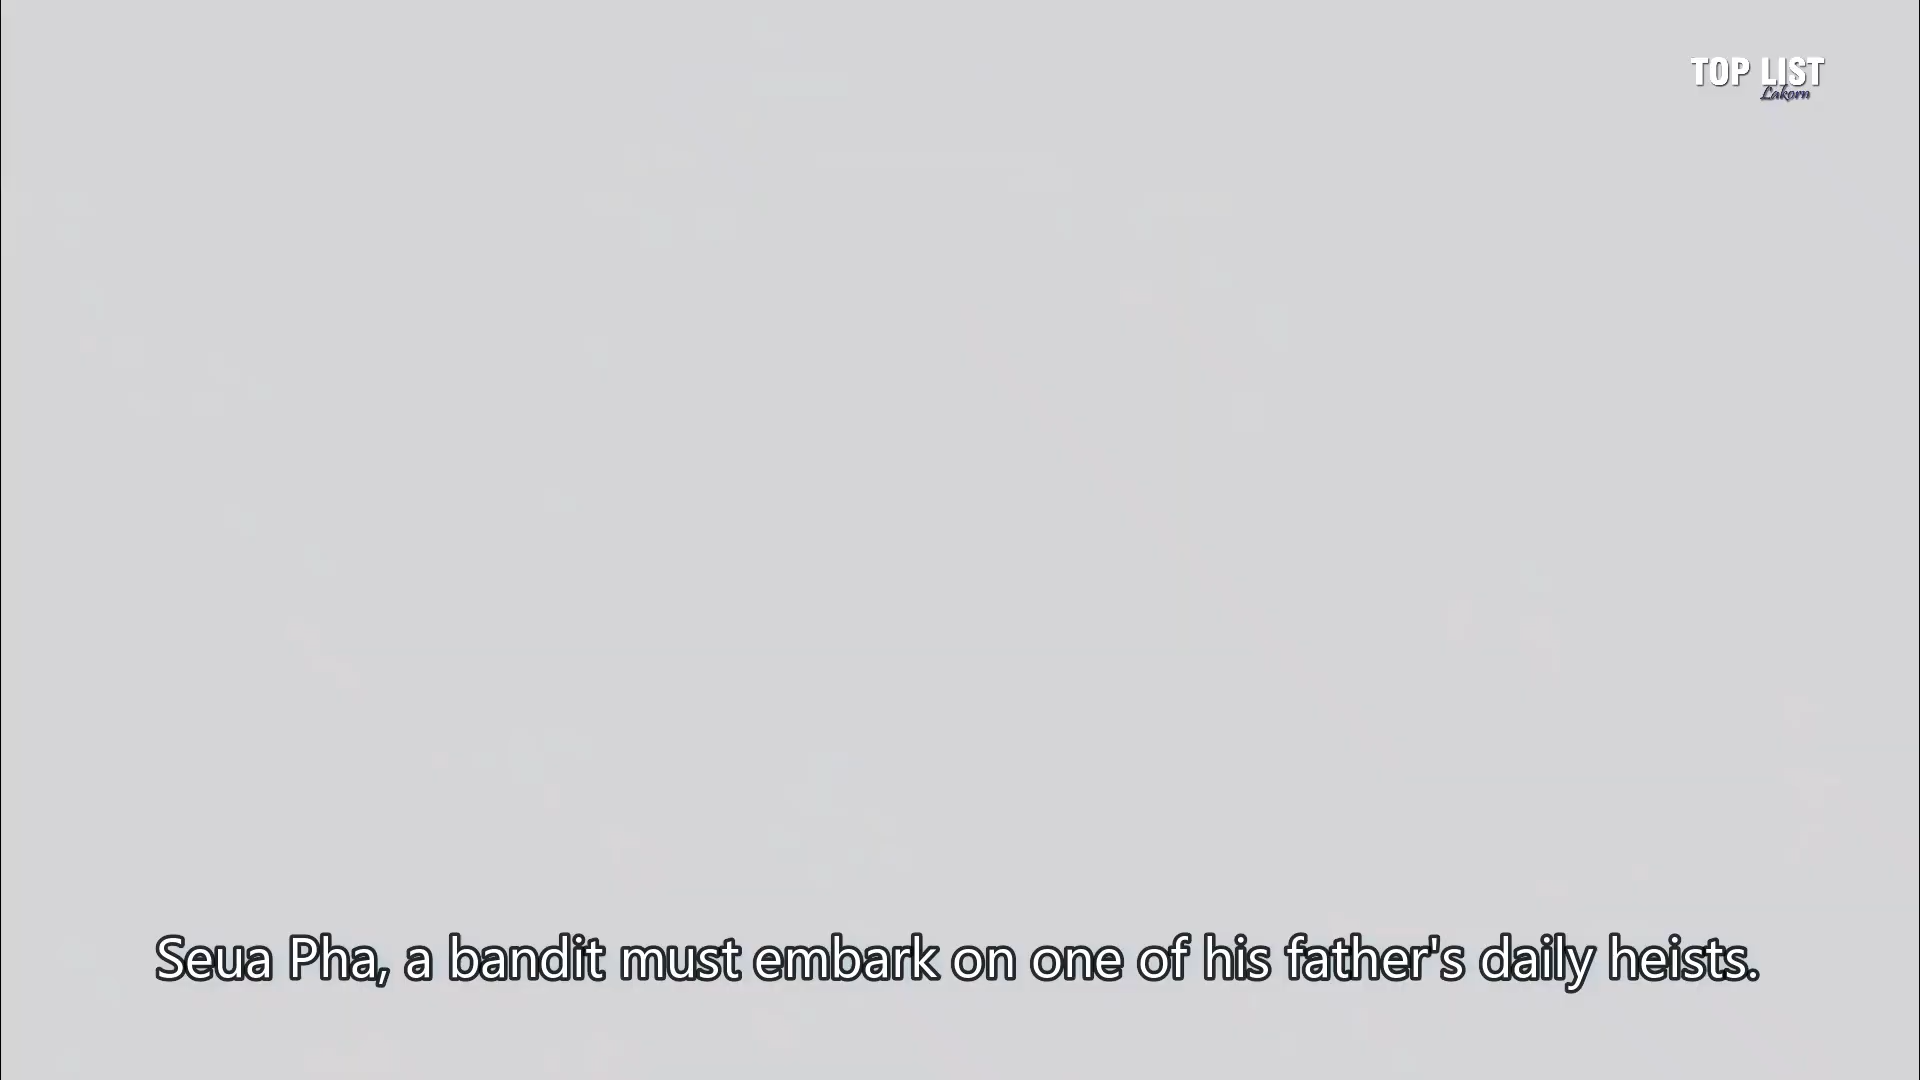 TOP LIST
Lakorn
Seua Pha, a bandit must embark on one of his father's daily heists.